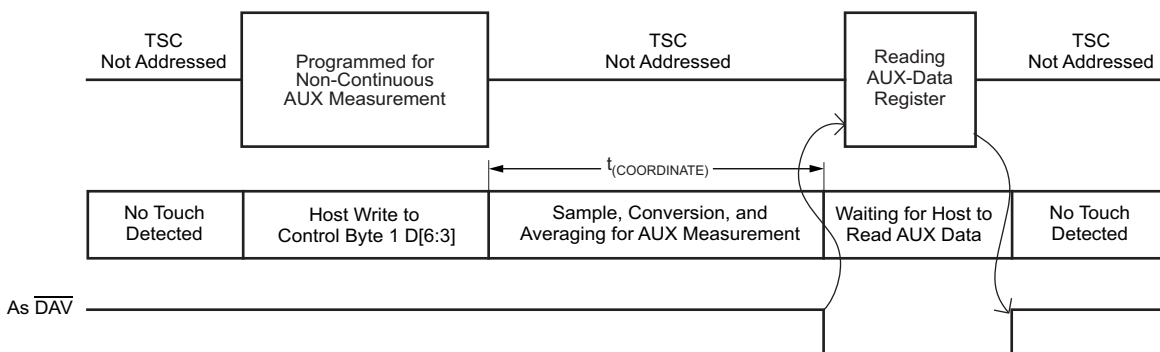 TSC
Not Addressed
Programmed for
Non-Continuous
AUX Measurement
TSC
Not Addressed
Reading
AUX-Data
Register
TSC
Not Addressed
t(COORDINATE)
No Touch
Detected
Host Write to
Control Byte 1 D[6:3]
Sample, Conversion, and
Averaging for AUX Measurement
Waiting for Host to
Read AUX Data
No Touch
Detected
As D̅A̅V̅